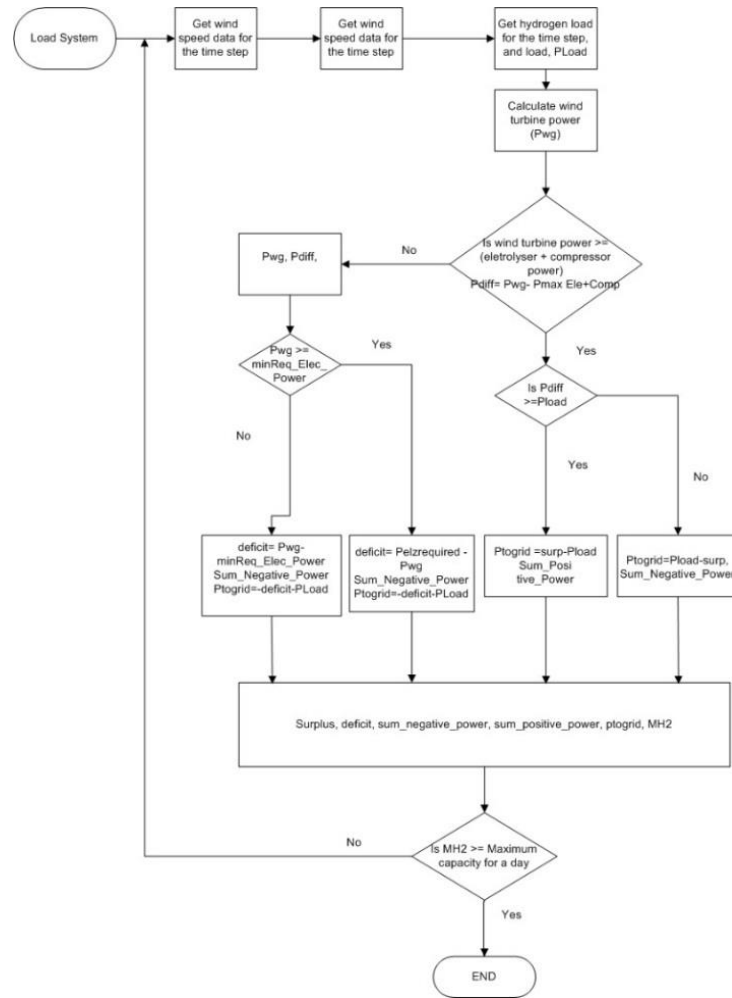 Load System
Get wind
speed data for
the time step
Get wind
speed data for
the time step
Get hydrogen load
for the time step,
and load, PLoad
Calculate wind
turbine power
(Pwg)
Is wind turbine power >=
(eletrolyser + compressor
power)
Pdiff= Pwg- Pmax Ele+Comp
No
Pwg, Pdiff,
Yes
Pwg >=
minReq_Elec_
Power
Yes
Is Pdiff
>=Pload
No
Yes
No
deficit= Pwg-
minReq_Elec_Power
Sum_Negative_Power
Ptogrid=-deficit-PLoad
deficit= Pelzrequired -
Pwg
Sum_Negative_Power
Ptogrid=-deficit-PLoad
Ptogrid =surp-Pload
Sum_Posi
tive_Power
Ptogrid=Pload-surp,
Sum_Negative_Power
Surplus, deficit, sum_negative_power, sum_positive_power, ptogrid, MH2
No
Is MH2 >= Maximum
capacity for a day
Yes
END